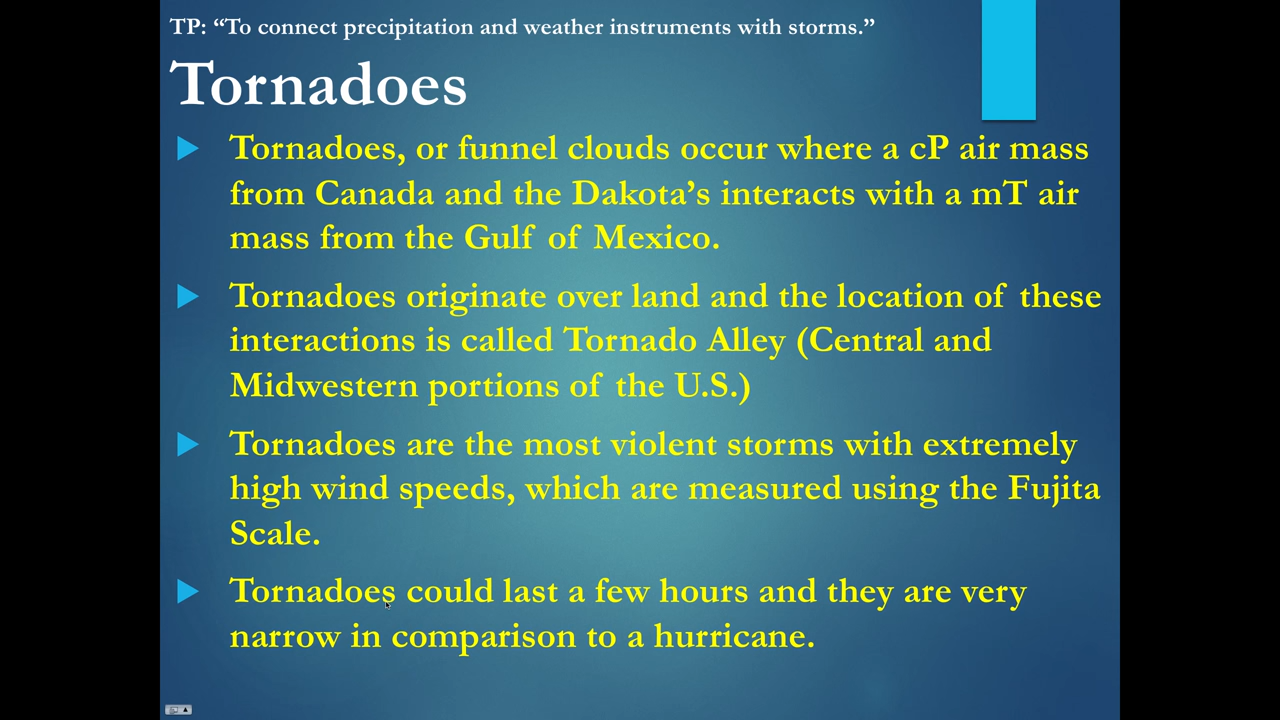 TP: “To connect precipitation and weather instruments with storms.”
Tornadoes
Tornadoes, or funnel clouds occur where a cP air mass
from Canada and the Dakota’s interacts with a mT air
mass from the Gulf of Mexico.
Tornadoes originate over land and the location of these
interactions is called Tornado Alley (Central and
Midwestern portions of the U.S.)
Tornadoes are the most violent storms with extremely
high wind speeds, which are measured using the Fujita
Scale.
Tornadoes could last a few hours and they are very
narrow in comparison to a hurricane.